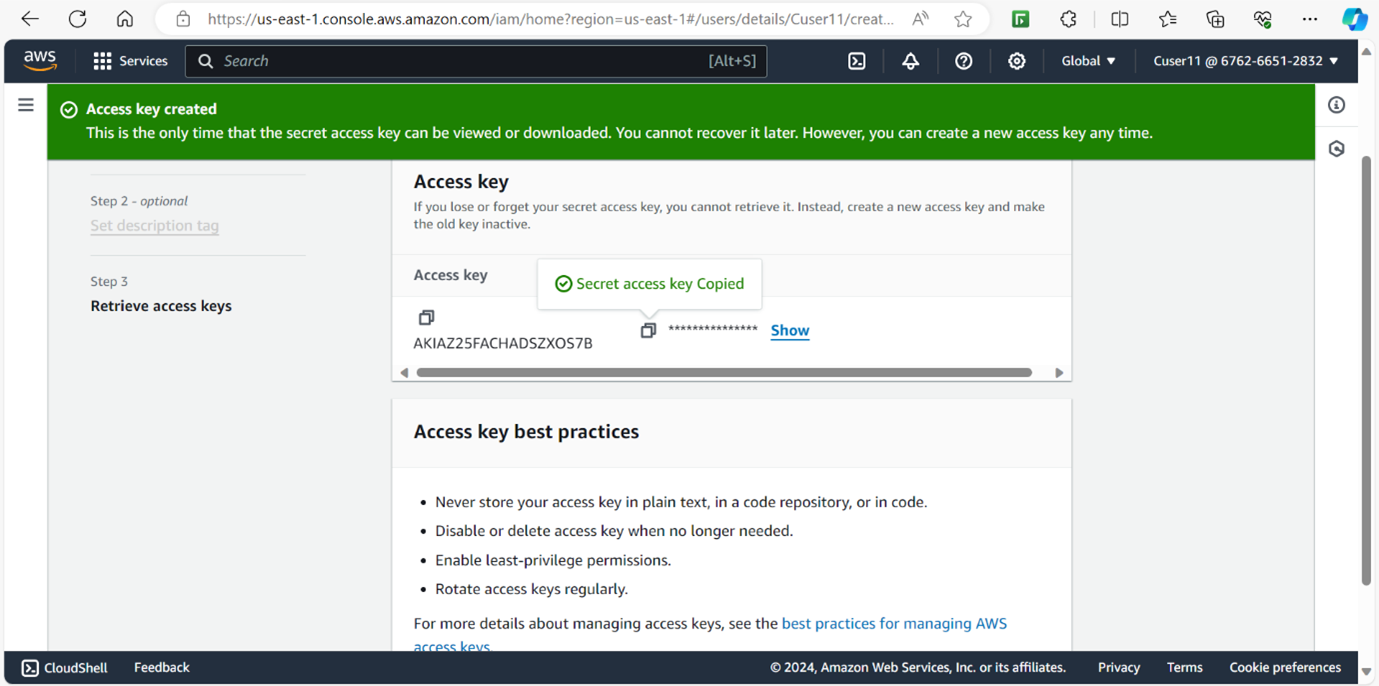 https://us-east-1.console.aws.amazon.com/iam/home?region=us-east-1#/users/details/Cuser11/creat...
aws
Services
Search
[Alt+S]
Global
Cuser11 @ 6762-6651-2832
Access key created
This is the only time that the secret access key can be viewed or downloaded. You cannot recover it later. However, you can create a new access key any time.
Step 2 - optional
Set description tag
Step 3
Retrieve access keys
Access key
If you lose or forget your secret access key, you cannot retrieve it. Instead, create a new access key and make
the old key inactive.
Access key
Secret access key Copied
AKIAZ25FACHADSZXOS7B
*************** Show
Access key best practices
• Never store your access key in plain text, in a code repository, or in code.
• Disable or delete access key when no longer needed.
• Enable least-privilege permissions.
• Rotate access keys regularly.
For more details about managing access keys, see the best practices for managing AWS
access keys.
CloudShell
Feedback
© 2024, Amazon Web Services, Inc. or its affiliates.
Privacy
Terms
Cookie preferences